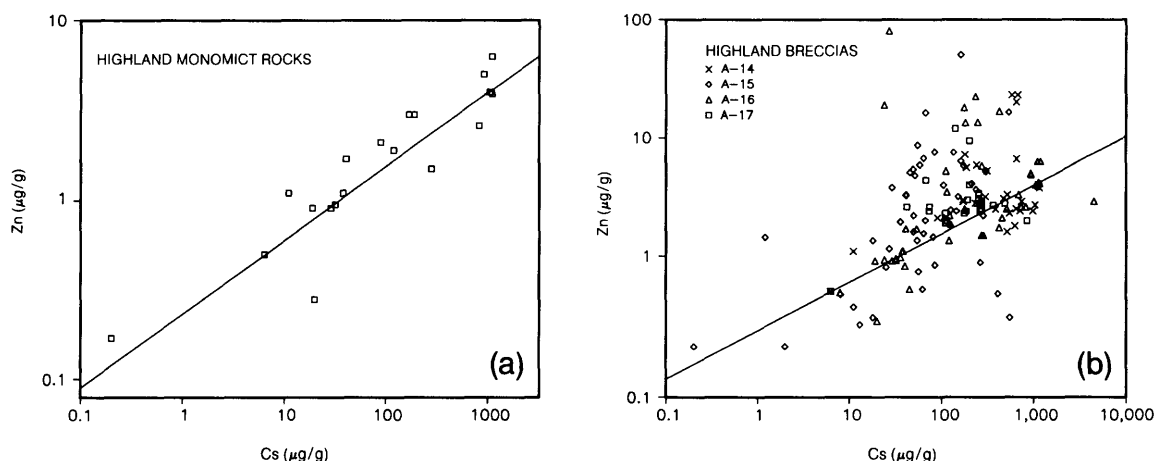 10
HIGHLAND MONOMICT ROCKS
Zn (µg/g)
1
0.1
(a)
0.1
1
10
100
1000
Cs (µg/g)
100
HIGHLAND BRECCIAS
A–14
A–15
A–16
A–17
Zn (µg/g)
10
1
0.1
(b)
0.1
1
10
100
1,000
10,000
Cs (µg/g)